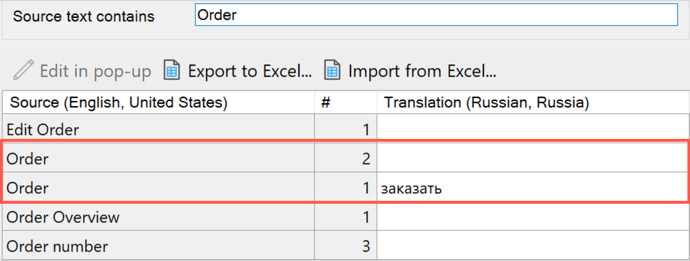 Source text contains Order
Edit in pop-up Export to Excel... Import from Excel...
Source (English, United States) # Translation (Russian, Russia)
Edit Order 1
Order 2
Order 1 заказать
Order Overview 1
Order number 3